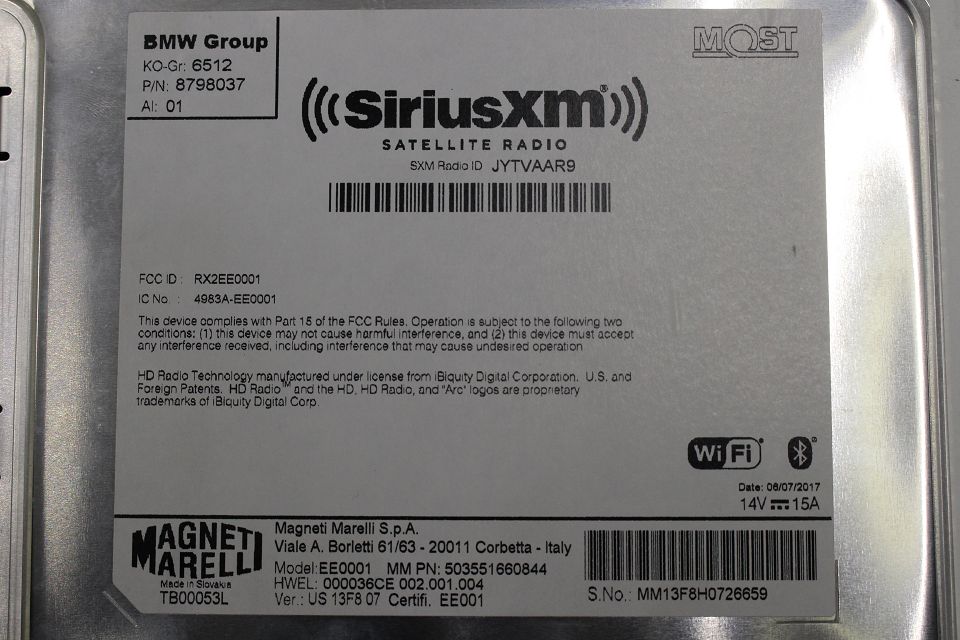 BMW Group
KO-Gr: 6512
P/N: 8798037
AI: 01
MOST
SiriusXm®
SATELLITE RADIO
SXM Radio ID JYTVAAR9
FCC ID : RX2EE0001
IC No. : 4983A-EE0001
This device complies with Part 15 of the FCC Rules. Operation is subject to the following two
conditions: (1) this device may not cause harmful interference, and (2) this device must accept
any interference received, including interference that may cause undesired operation
HD Radio Technology manufactured under license from iBiquity Digital Corporation. U.S. and
Foreign Patents. HD Radio™ and the HD, HD Radio, and "Arc" logos are proprietary
trademarks of iBiquity Digital Corp.
WiFi
Date: 06/07/2017
14V 15A
MAGNETI
MARELLI
Made in Slovakia
TB00053L
Magneti Marelli S.p.A.
Viale A. Borletti 61/63 - 20011 Corbetta - Italy
Model:EE0001 MM PN: 503551660844
HWEL: 000036CE 002.001.004
Ver.: US 13F8 07 Certifi. EE001
S.No.: MM13F8H0726659